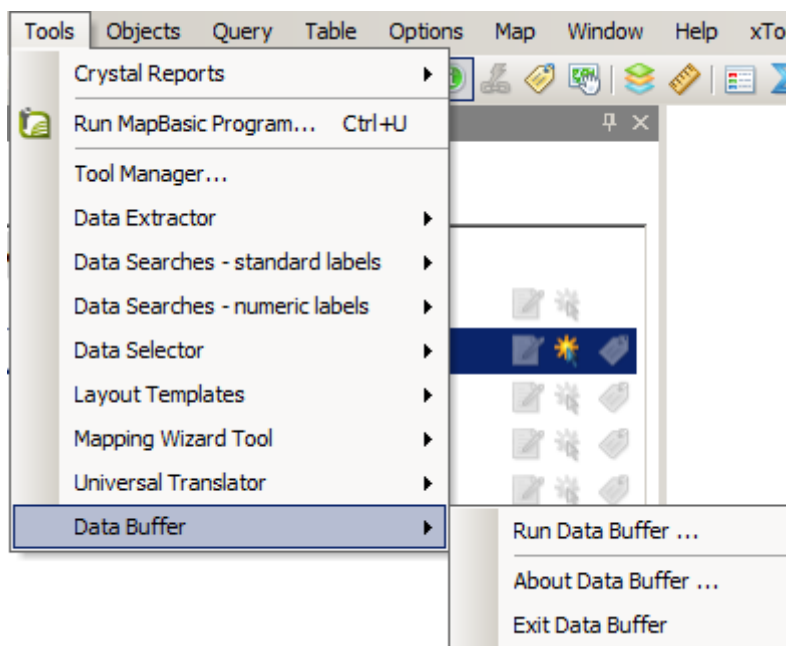 Tools Objects Query Table Options Map Window Help xTo
Crystal Reports
Run MapBasic Program... Ctrl+U
Tool Manager...
Data Extractor
Data Searches - standard labels
Data Searches - numeric labels
Data Selector
Layout Templates
Mapping Wizard Tool
Universal Translator
Data Buffer
Run Data Buffer ...
About Data Buffer ...
Exit Data Buffer